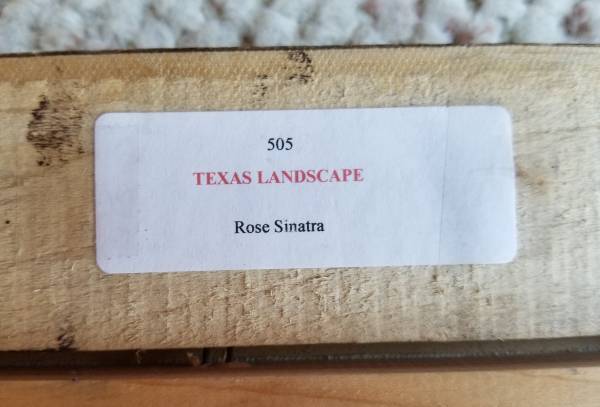 505
TEXAS LANDSCAPE
Rose Sinatra